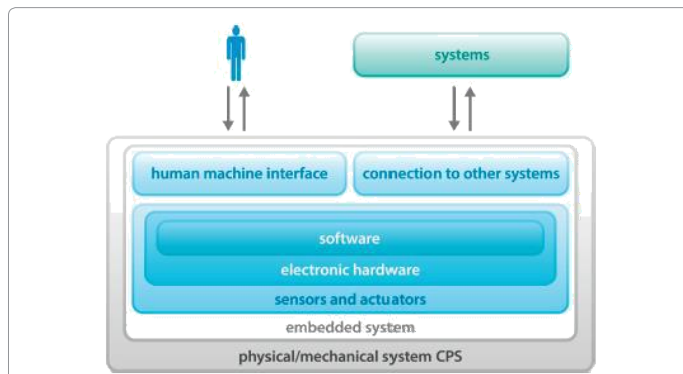 systems
human machine interface
connection to other systems
software
electronic hardware
sensors and actuators
embedded system
physical/mechanical system CPS